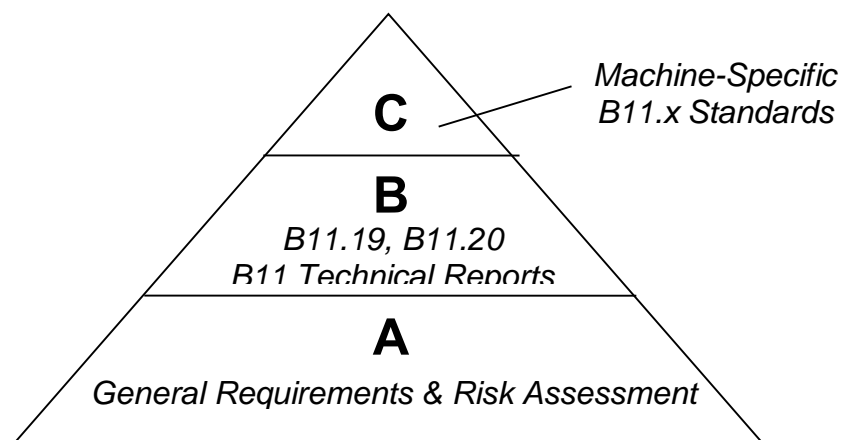 Machine-Specific
B11.x Standards
C
B
B11.19, B11.20
B11 Technical Reports
A
General Requirements & Risk Assessment